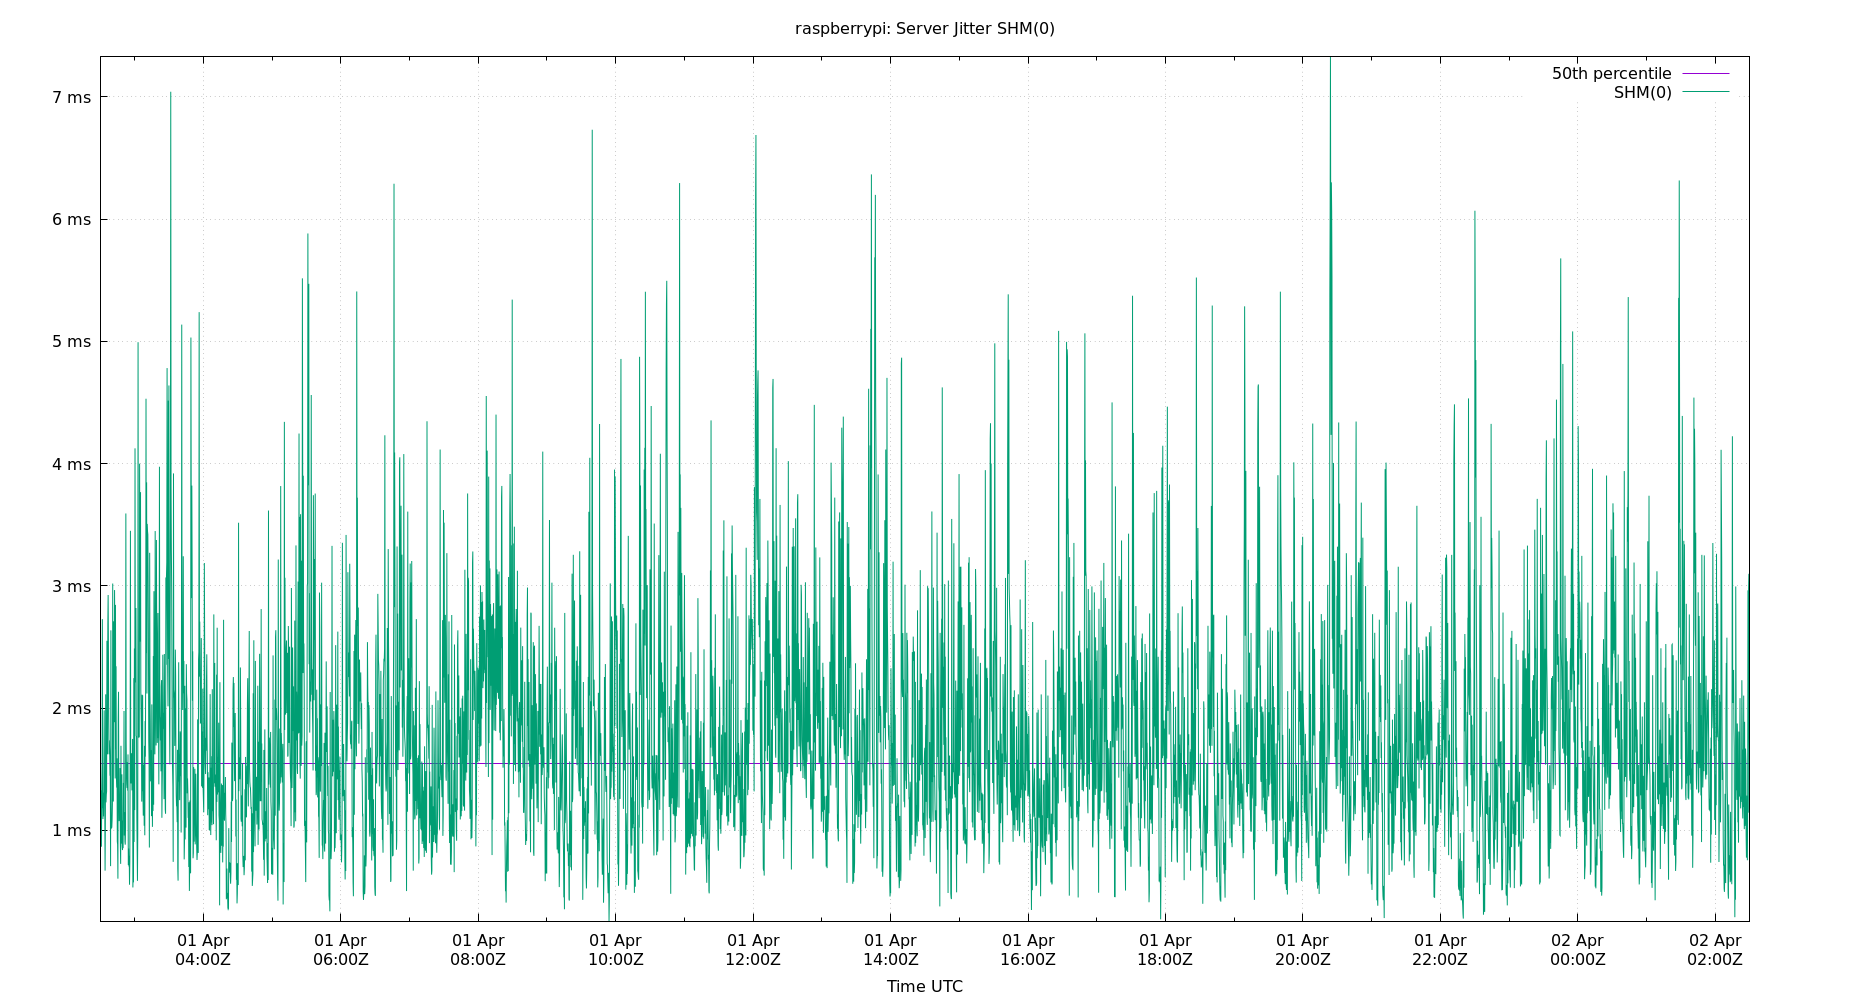 raspberrypi: Server Jitter SHM(0)
50th percentile
SHM(0)
7 ms
6 ms
5 ms
4 ms
3 ms
2 ms
1 ms
01 Apr 01 Apr 01 Apr 01 Apr 01 Apr 01 Apr 01 Apr 01 Apr 01 Apr 01 Apr 02 Apr 02 Apr
04:00Z 06:00Z 08:00Z 10:00Z 12:00Z 14:00Z 16:00Z 18:00Z 20:00Z 22:00Z 00:00Z 02:00Z
Time UTC